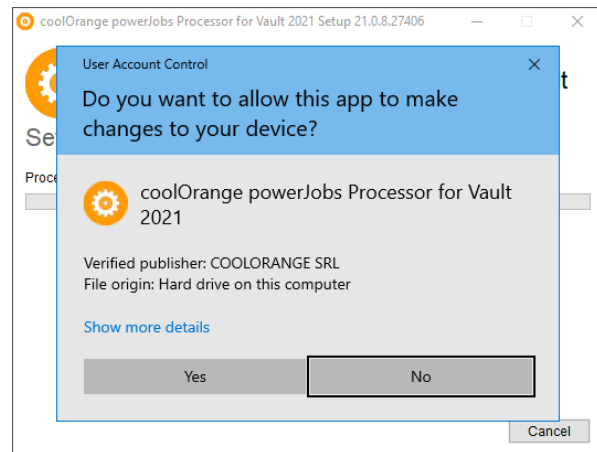 coolOrange powerJobs Processor for Vault 2021 Setup 21.0.8.27406
User Account Control
Do you want to allow this app to make
changes to your device?
t
Se
Proce
coolOrange powerJobs Processor for Vault
2021
Verified publisher: COOLORANGE SRL
File origin: Hard drive on this computer
Show more details
Yes
No
Cancel